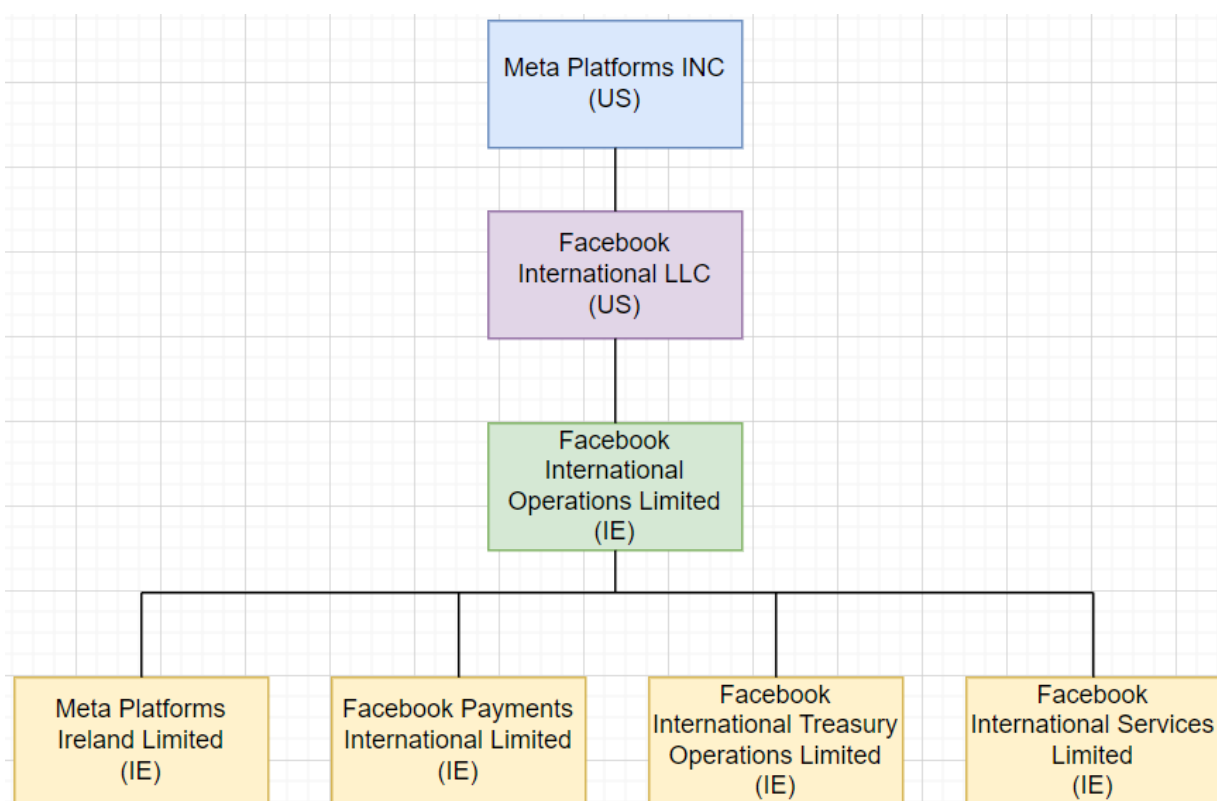 Meta Platforms INC
(US)
Facebook
International LLC
(US)
Facebook
International
Operations Limited
(IE)
Meta Platforms
Ireland Limited
(IE)
Facebook Payments
International Limited
(IE)
Facebook
International Treasury
Operations Limited
(IE)
Facebook
International Services
Limited
(IE)